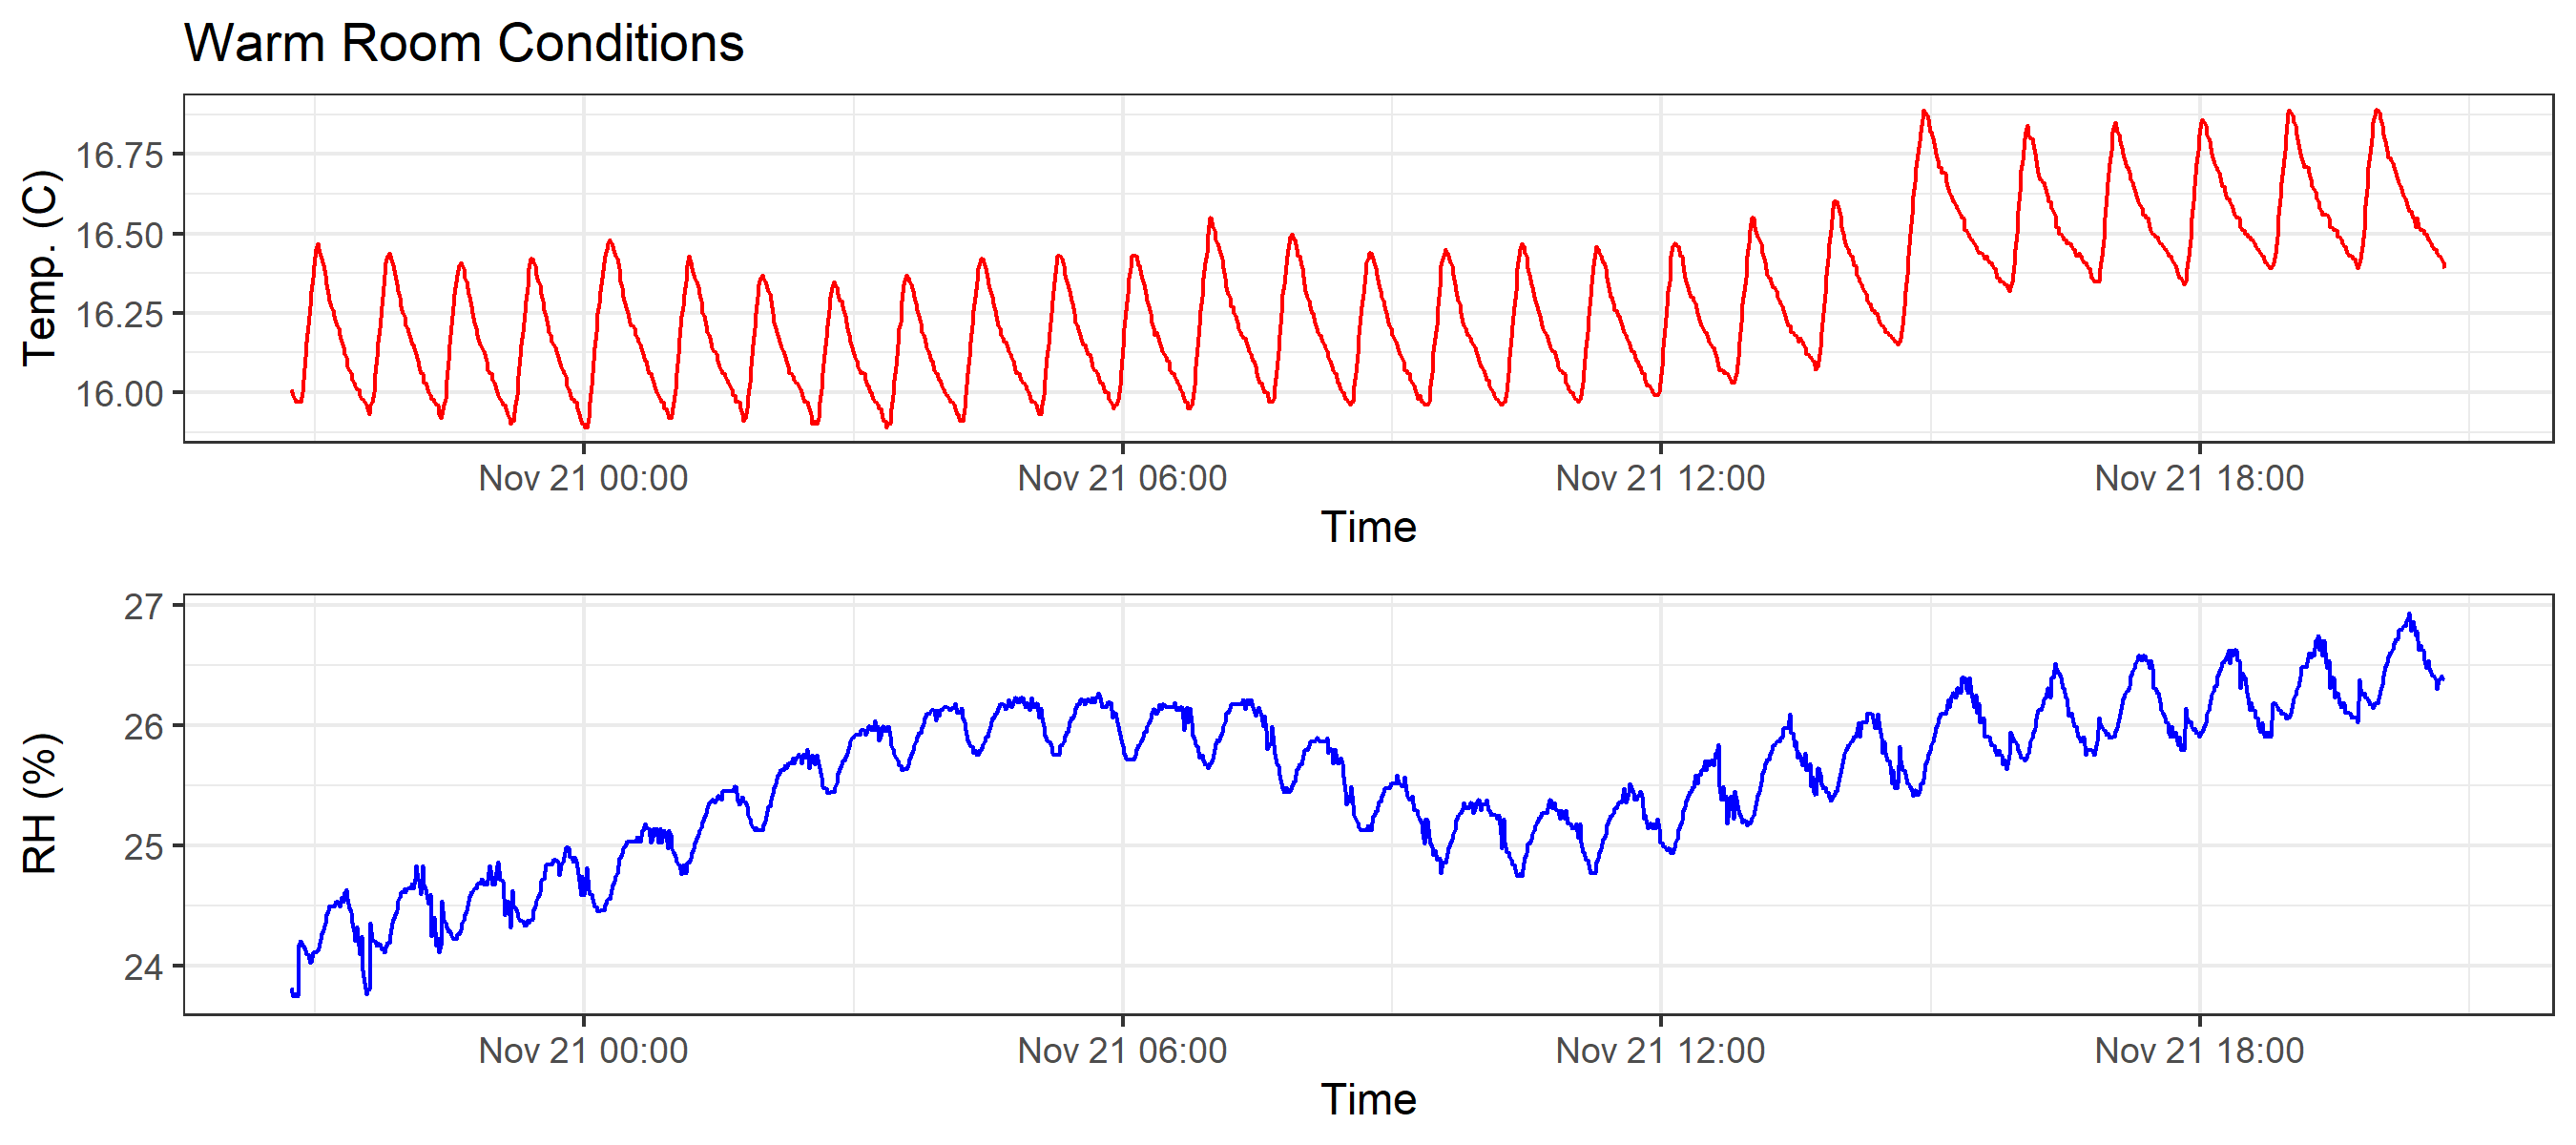 Warm Room Conditions
Temp. (C)
16.75
16.50
16.25
16.00
Nov 21 00:00 Nov 21 06:00 Nov 21 12:00 Nov 21 18:00
Time
RH (%)
27
26
25
24
Nov 21 00:00 Nov 21 06:00 Nov 21 12:00 Nov 21 18:00
Time